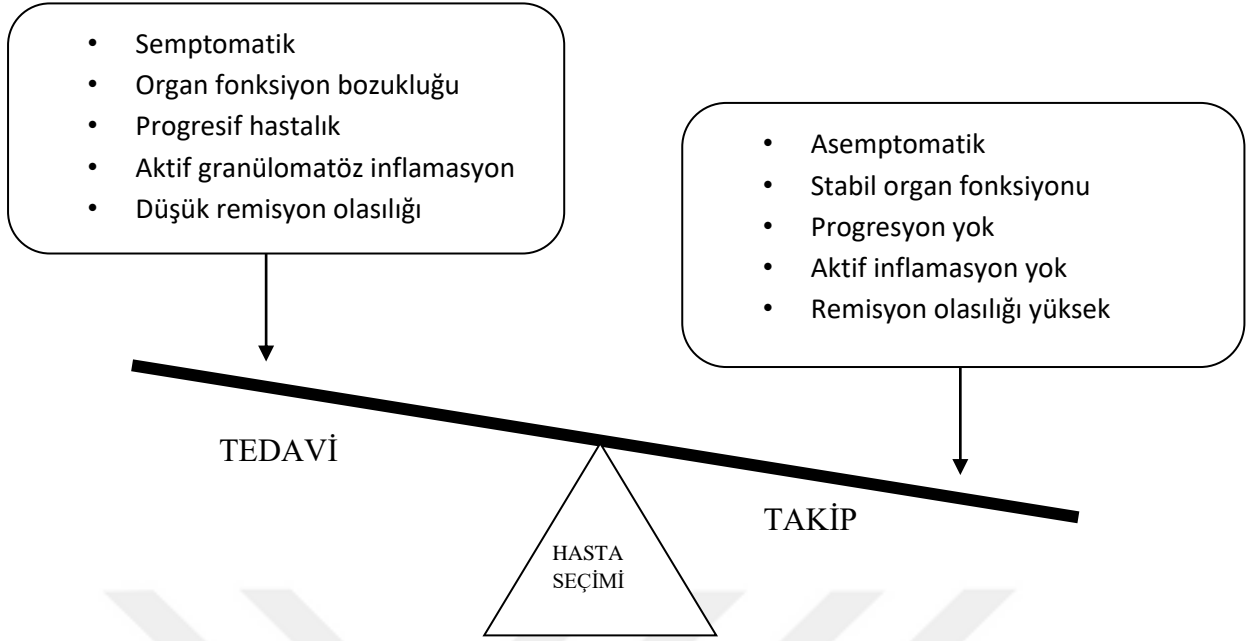 • Semptomatik
• Organ fonksiyon bozukluğu
• Progresif hastalık
• Aktif granülomatöz inflamasyon
• Düşük remisyon olasılığı
• Asemptomatik
• Stabil organ fonksiyonu
• Progresyon yok
• Aktif inflamasyon yok
• Remisyon olasılığı yüksek
TEDAVİ
TAKİP
HASTA
SEÇİMİ